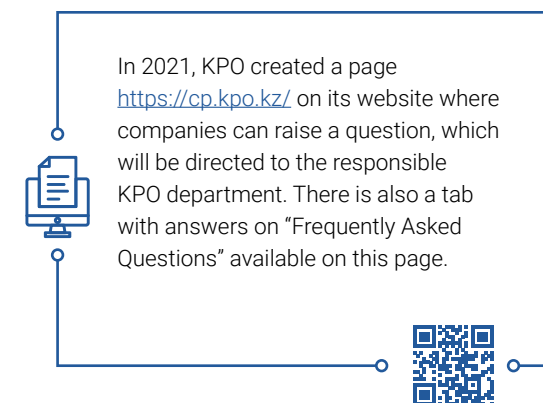 In 2021, KPO created a page
https://cp.kpo.kz/ on its website where
companies can raise a question, which
will be directed to the responsible
KPO department. There is also a tab
with answers on “Frequently Asked
Questions” available on this page.